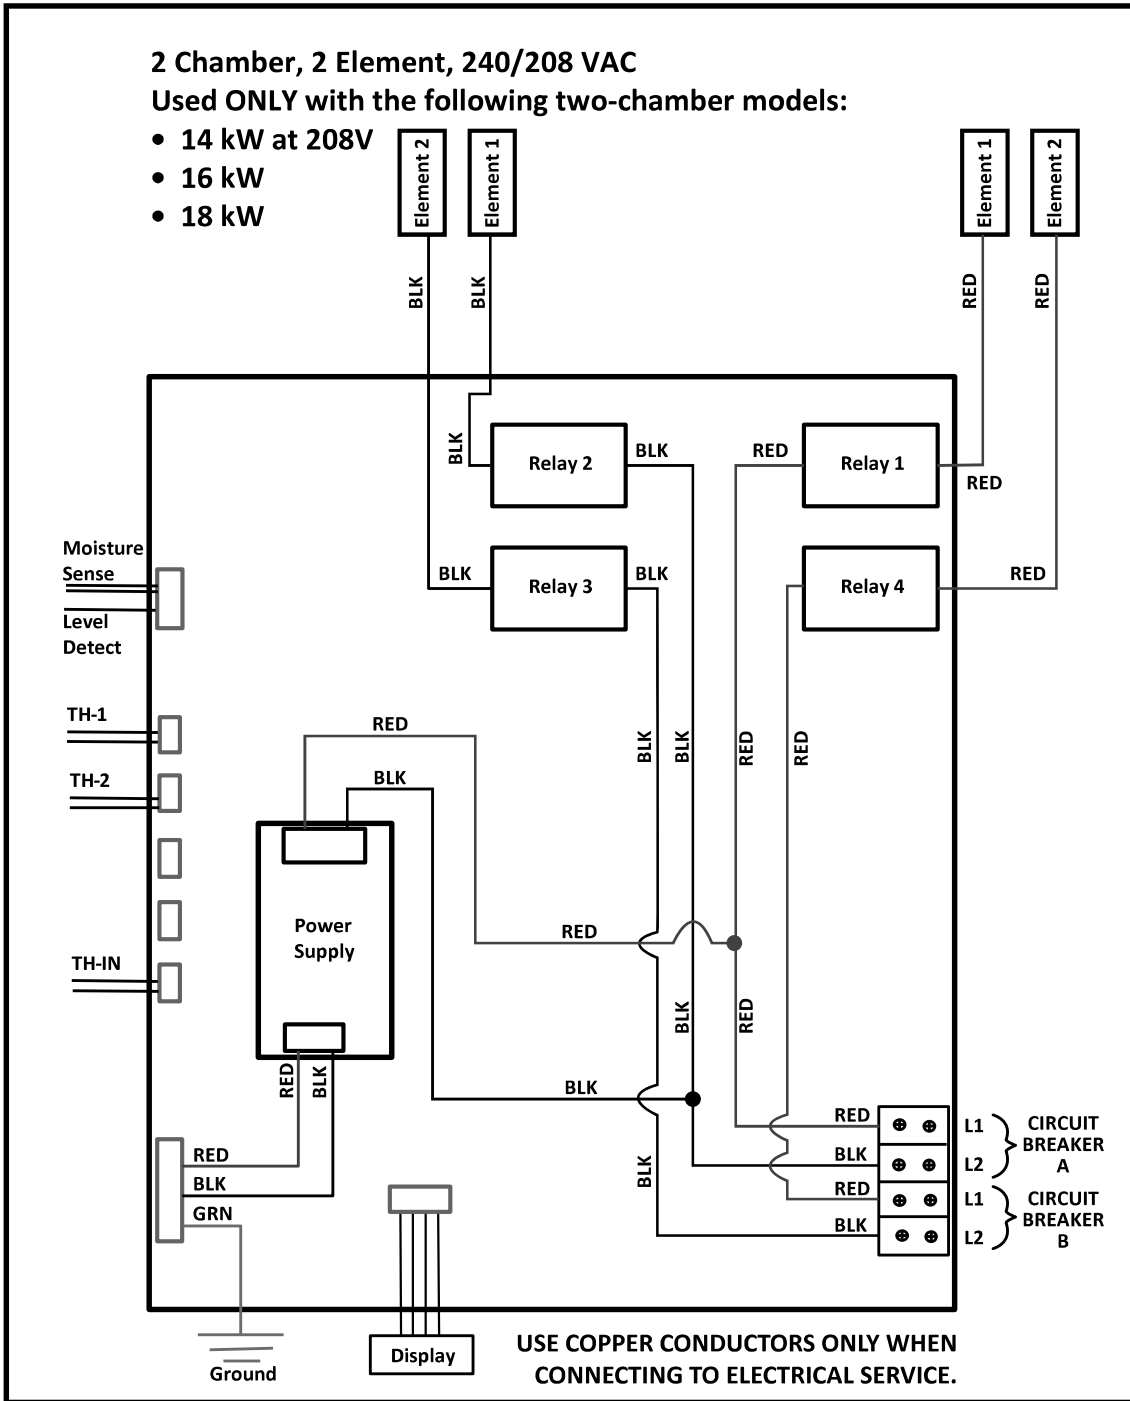 2 Chamber, 2 Element, 240/208 VAC
Used ONLY with the following two-chamber models:
• 14 kW at 208V
• 16 kW
• 18 kW
Element 2
Element 1
Element 1
Element 2
BLK
BLK
RED
RED
BLK
Relay 2
BLK
RED
Relay 1
RED
BLK
Relay 3
BLK
Relay 4
RED
Moisture
Sense
Level
Detect
TH-1
TH-2
TH-IN
RED
BLK
BLK
BLK
RED
RED
Power
Supply
RED
BLK
RED
RED
BLK
BLK
RED
BLK
GRN
BLK
RED
BLK
RED
BLK
L1
L2
L1
L2
CIRCUIT
BREAKER
A
CIRCUIT
BREAKER
B
Ground
Display
USE COPPER CONDUCTORS ONLY WHEN
CONNECTING TO ELECTRICAL SERVICE.